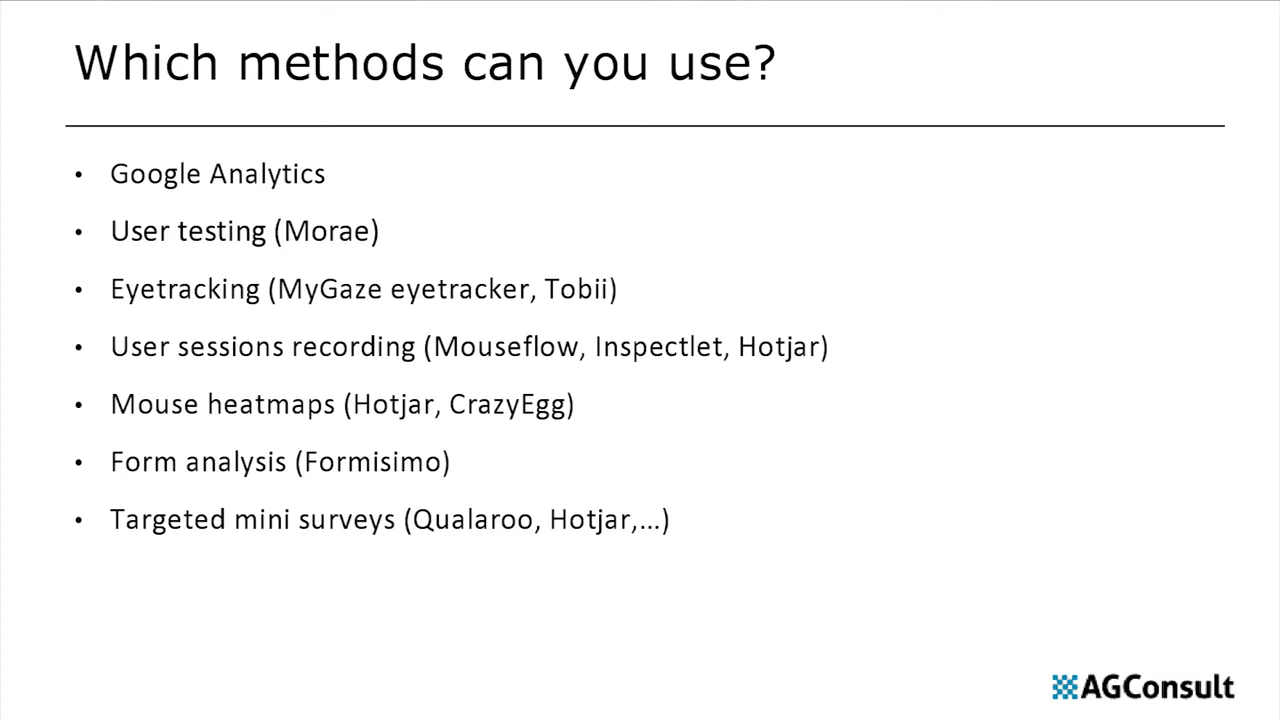 Which methods can you use?
• Google Analytics
• User testing (Morae)
• Eyetracking (MyGaze eyetracker, Tobii)
• User sessions recording (Mouseflow, Inspectlet, Hotjar)
• Mouse heatmaps (Hotjar, CrazyEgg)
• Form analysis (Formisimo)
• Targeted mini surveys (Qualaroo, Hotjar,...)
AGConsult